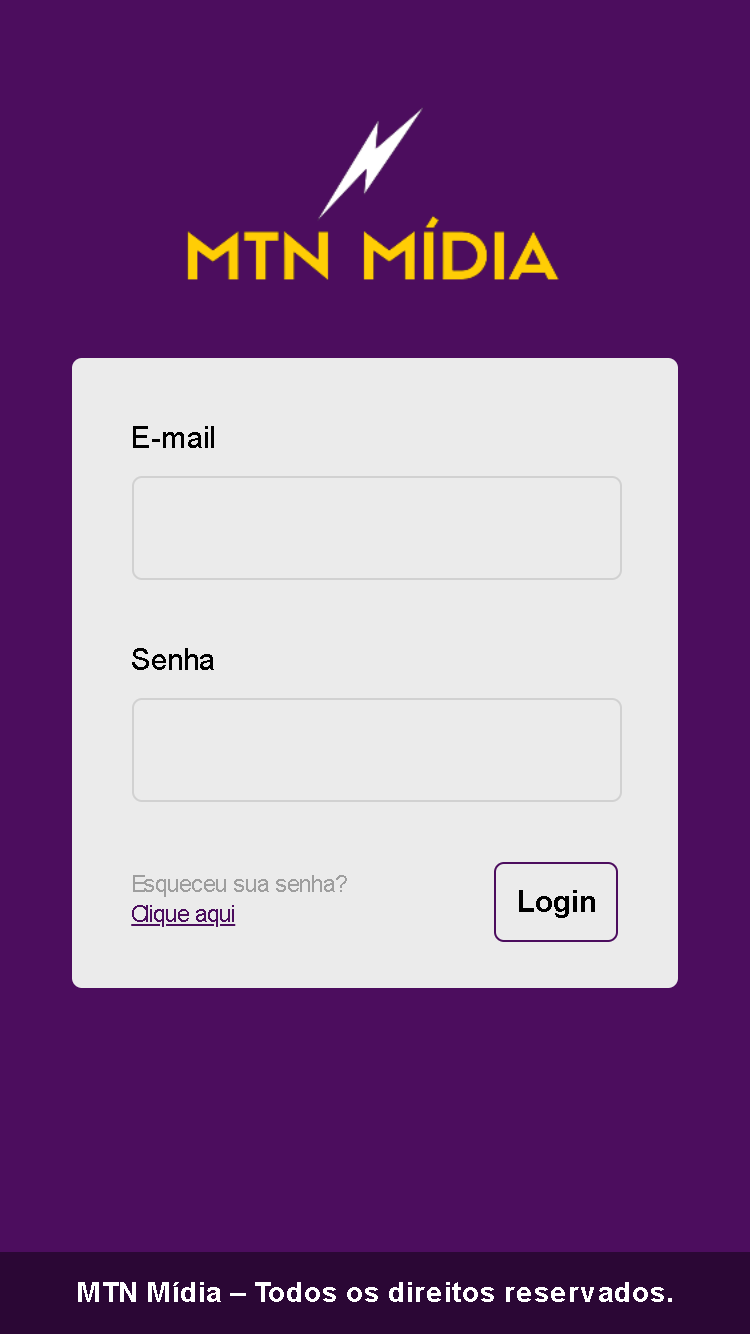 MTN MÍDIA
E-mail
Senha
Esqueceu sua senha?
Clique aqui
Login
MTN Mídia – Todos os direitos reservados.